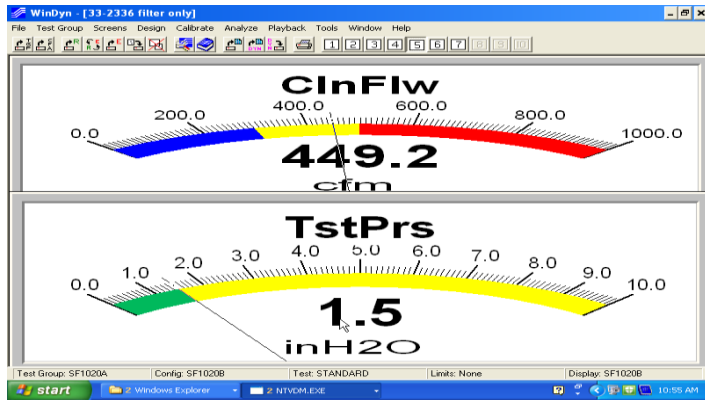 WinDyn - [33-2336 filter only]
File Test Group Screens Design Calibrate Analyze Playback Tools Window Help
1 2 3 4 5 6 7 8 9 10
ClnFlw
0.0 200.0 400.0 600.0 800.0 1000.0
449.2
cfm
TstPrs
0.0 1.0 2.0 3.0 4.0 5.0 6.0 7.0 8.0 9.0 10.0
1.5
inH2O
Test Group: SF1020A Config: SF1020B Test: STANDARD Limits: None Display: SF1020B
start 2 Windows Explorer 2 NTVDM.EXE 10:55 AM